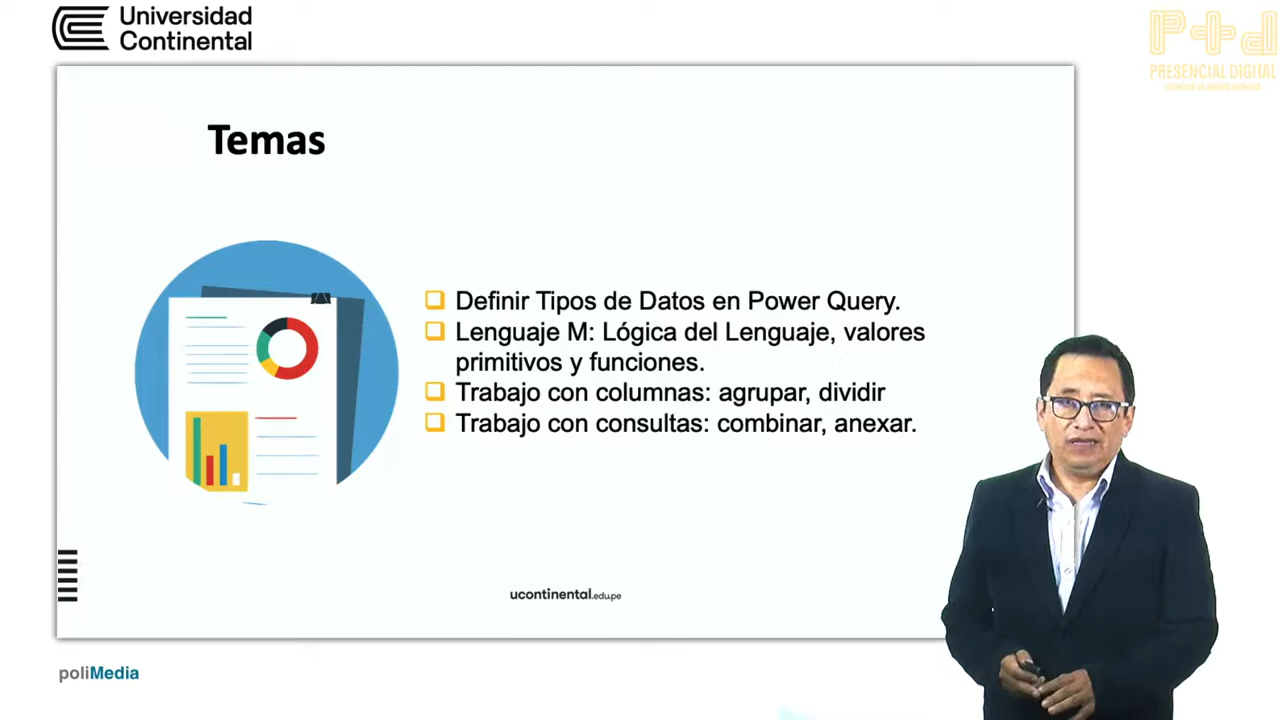 Universidad
Continental
PRESENCIAL DIGITAL
Temas
Definir Tipos de Datos en Power Query.
Lenguaje M: Lógica del Lenguaje, valores
primitivos y funciones.
Trabajo con columnas: agrupar, dividir
Trabajo con consultas: combinar, anexar.
ucontinental.edu.pe
poliMedia